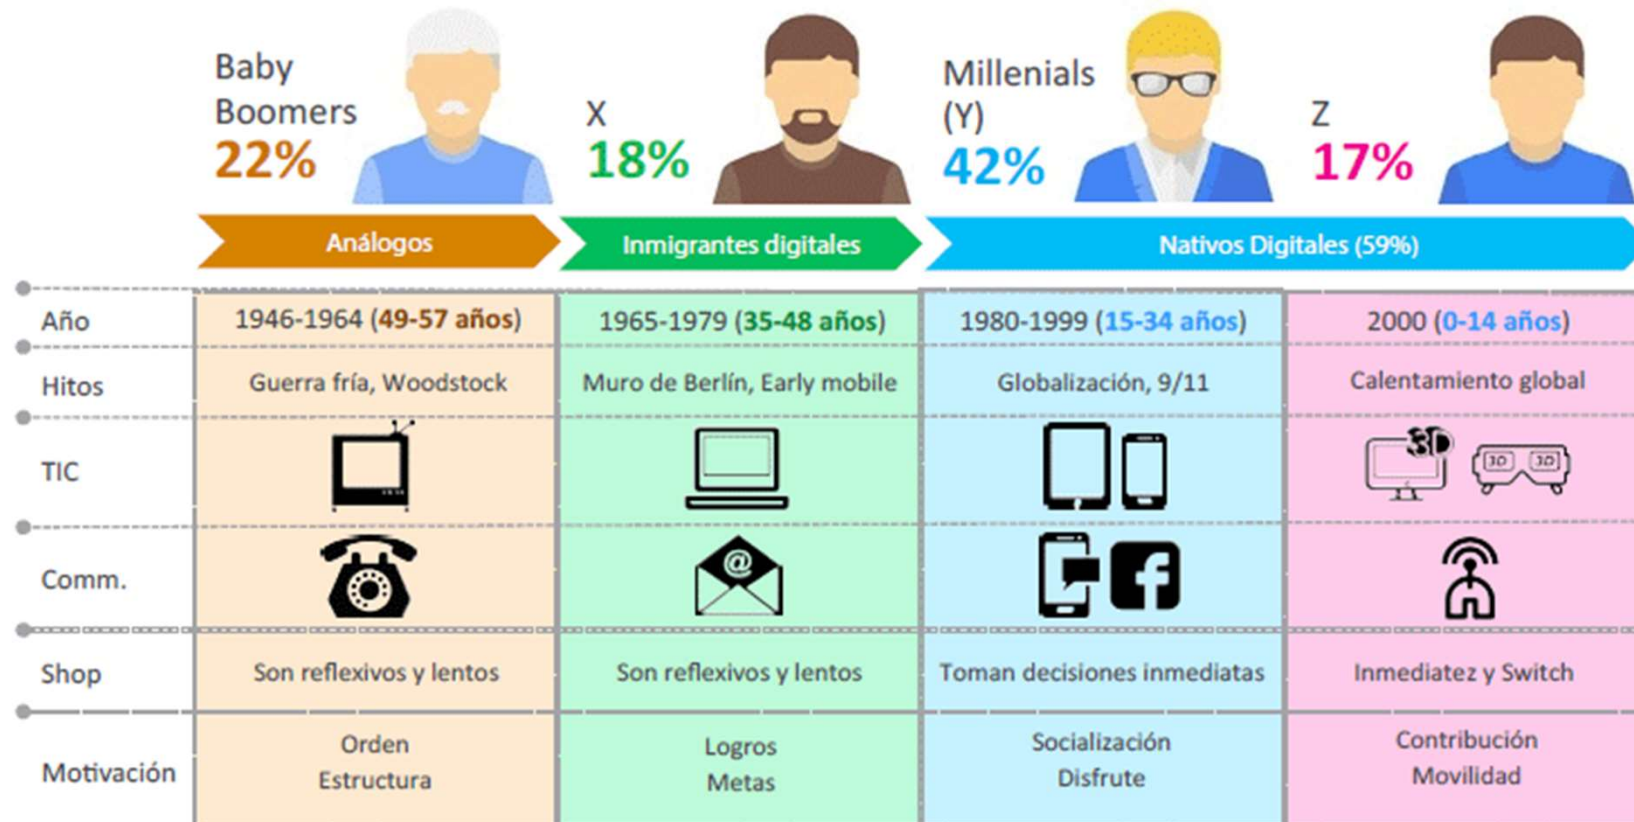 Baby
Boomers
22%
X
18%
Millenials
(Y)
42%
Z
17%
Análogos
Inmigrantes digitales
Nativos Digitales (59%)
Año
1946-1964 (49-57 años)
1965-1979 (35-48 años)
1980-1999 (15-34 años)
2000 (0-14 años)
Hitos
Guerra fría, Woodstock
Muro de Berlín, Early mobile
Globalización, 9/11
Calentamiento global
TIC
3D
3D 3D
Comm.
@
f
Shop
Son reflexivos y lentos
Son reflexivos y lentos
Toman decisiones inmediatas
Inmediatez y Switch
Motivación
Orden
Estructura
Logros
Metas
Socialización
Disfrute
Contribución
Movilidad